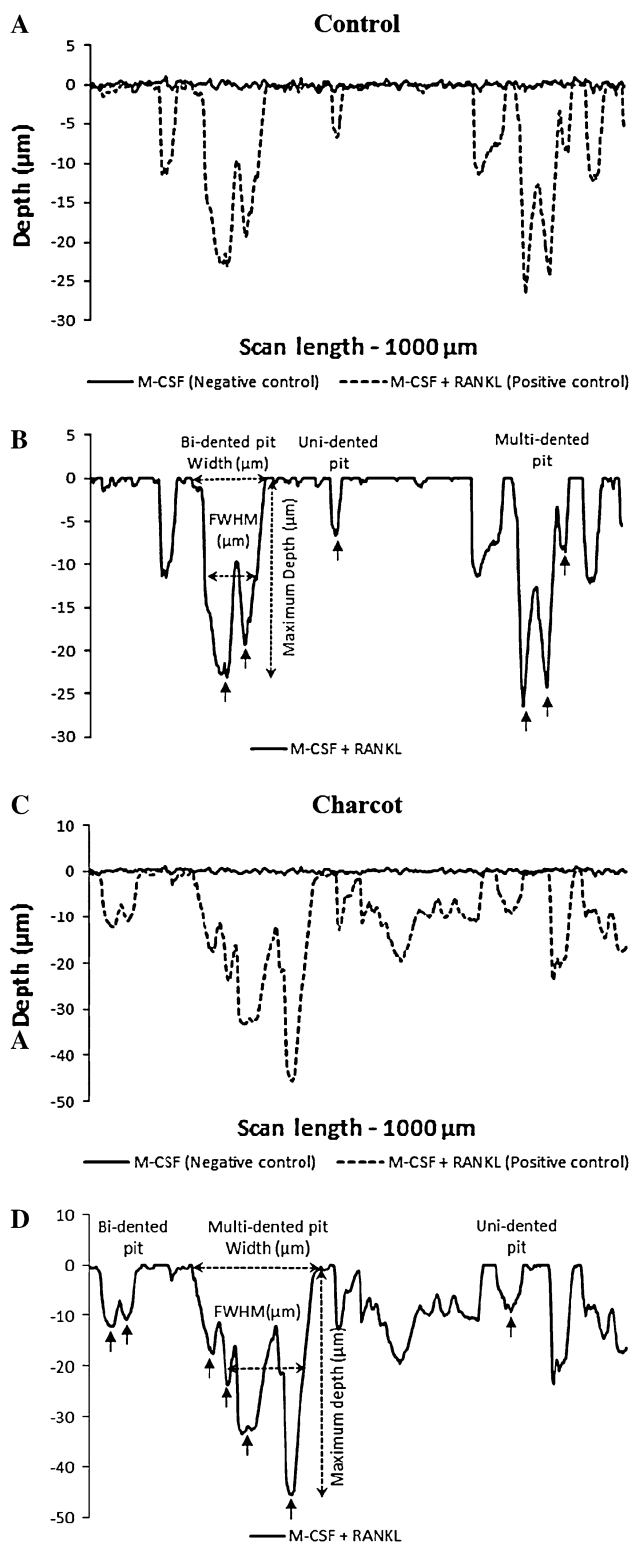 A
Control
5
0
-5
-10
-15
-20
-25
-30
Depth (µm)
Scan length - 1000 µm
M-CSF (Negative control)
M-CSF + RANKL (Positive control)
B
5
0
-5
-10
-15
-20
-25
-30
Bi-dented pit
Width (µm)
Uni-dented
pit
Multi-dented
pit
FWHM
(µm)
Maximum Depth (µm)
M-CSF + RANKL
C
Charcot
10
0
-10
-20
-30
-40
-50
Depth (µm)
A
Scan length - 1000 µm
M-CSF (Negative control)
M-CSF + RANKL (Positive control)
D
10
0
-10
-20
-30
-40
-50
Bi-dented
pit
Multi-dented pit
Width (µm)
Uni-dented
pit
FWHM(µm)
Maximum depth (µm)
M-CSF + RANKL